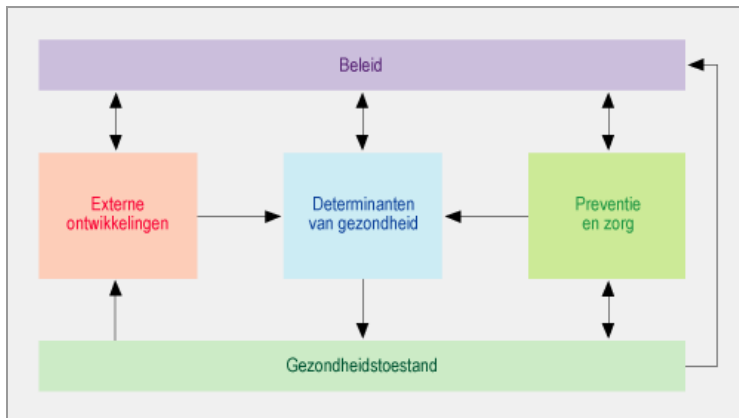 Beleid
Externe
ontwikkelingen
Determinanten
van gezondheid
Preventie
en zorg
Gezondheidstoestand